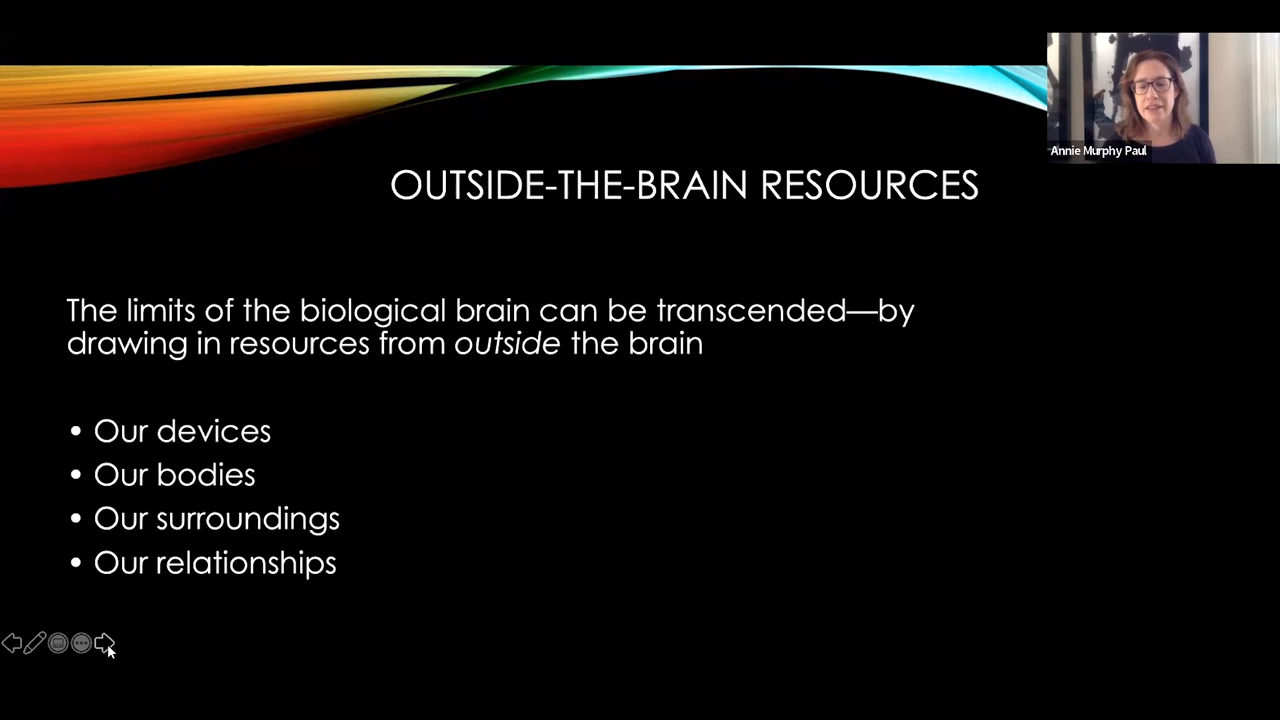 Annie Murphy Paul
OUTSIDE-THE-BRAIN RESOURCES
The limits of the biological brain can be transcended—by
drawing in resources from outside the brain
• Our devices
• Our bodies
• Our surroundings
• Our relationships